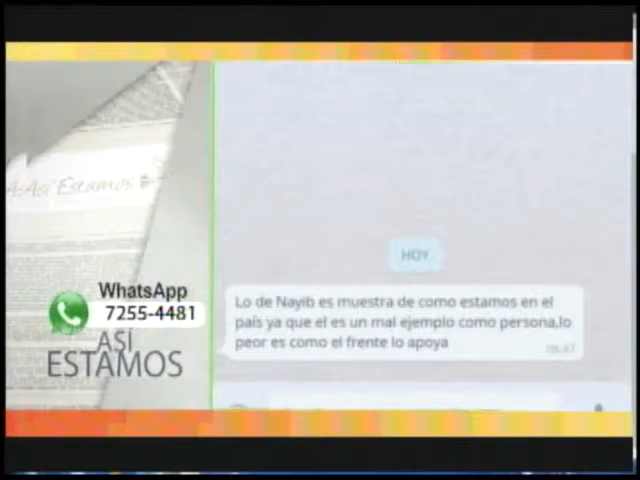 AsAsí Estamos
WhatsApp
7255-4481
ASÍ
ESTAMOS
HOY
Lo de Nayib es muestra de como estamos en el
país ya que el es un mal ejemplo como persona,lo
peor es como el frente lo apoya